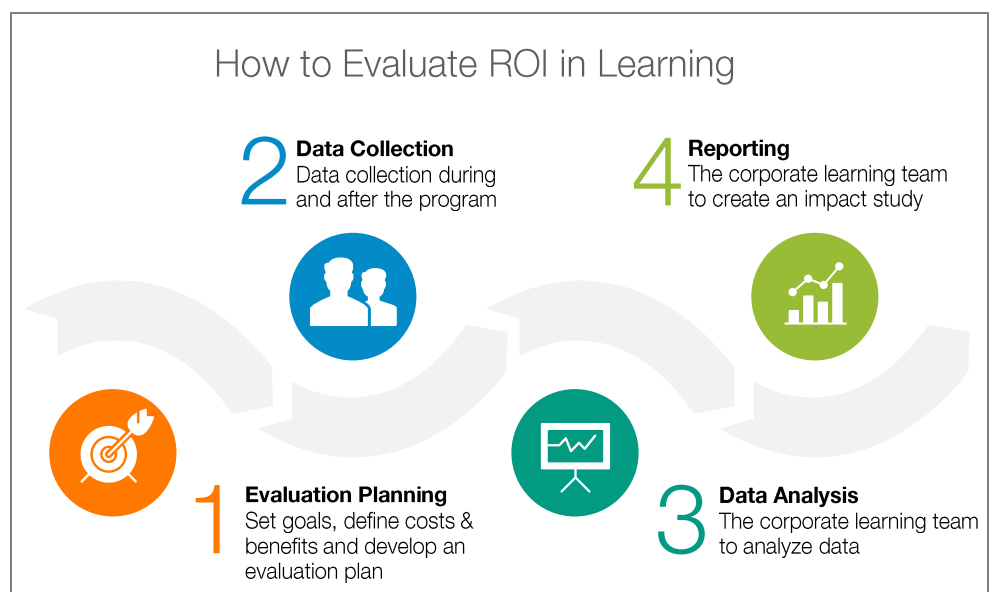 How to Evaluate ROI in Learning
1
Evaluation Planning
Set goals, define costs &
benefits and develop an
evaluation plan
2
Data Collection
Data collection during
and after the program
3
Data Analysis
The corporate learning team
to analyze data
4
Reporting
The corporate learning team
to create an impact study